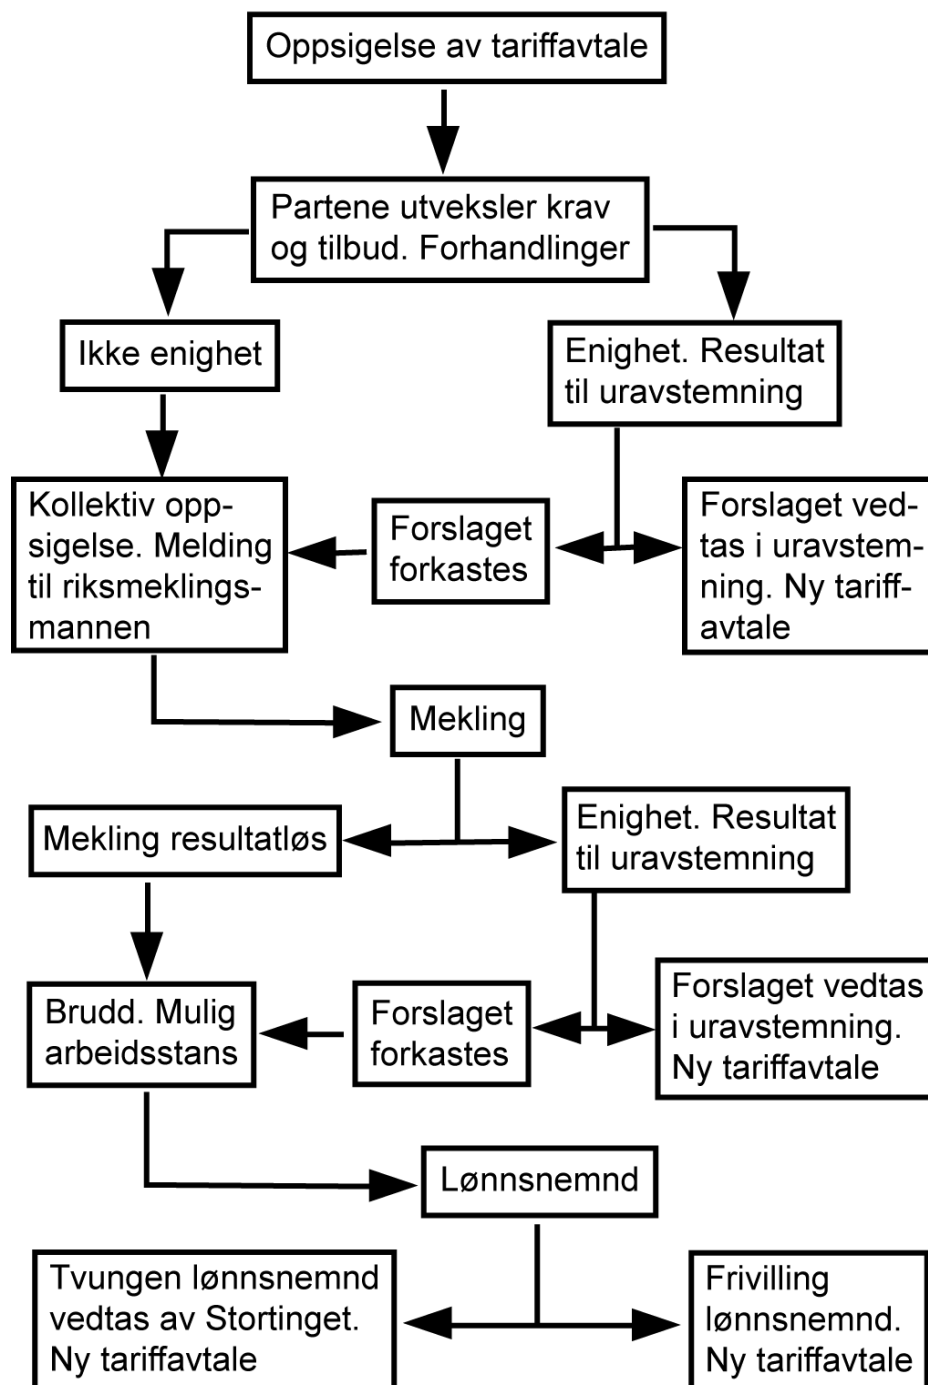 Oppsigelse av tariffavtale
Partene utveksler krav
og tilbud. Forhandlinger
Ikke enighet
Enighet. Resultat
til uravstemning
Kollektiv opp-
sigelse. Melding
til riksmeklings-
mannen
Forslaget
forkastes
Forslaget ved-
tas i uravstem-
ning. Ny tariff-
avtale
Mekling
Mekling resultatløs
Enighet. Resultat
til uravstemning
Brudd. Mulig
arbeidsstans
Forslaget
forkastes
Forslaget vedtas
i uravstemning.
Ny tariffavtale
Lønnsnemnd
Tvungen lønnsnemnd
vedtas av Stortinget.
Ny tariffavtale
Frivilling
lønnsnemnd.
Ny tariffavtale